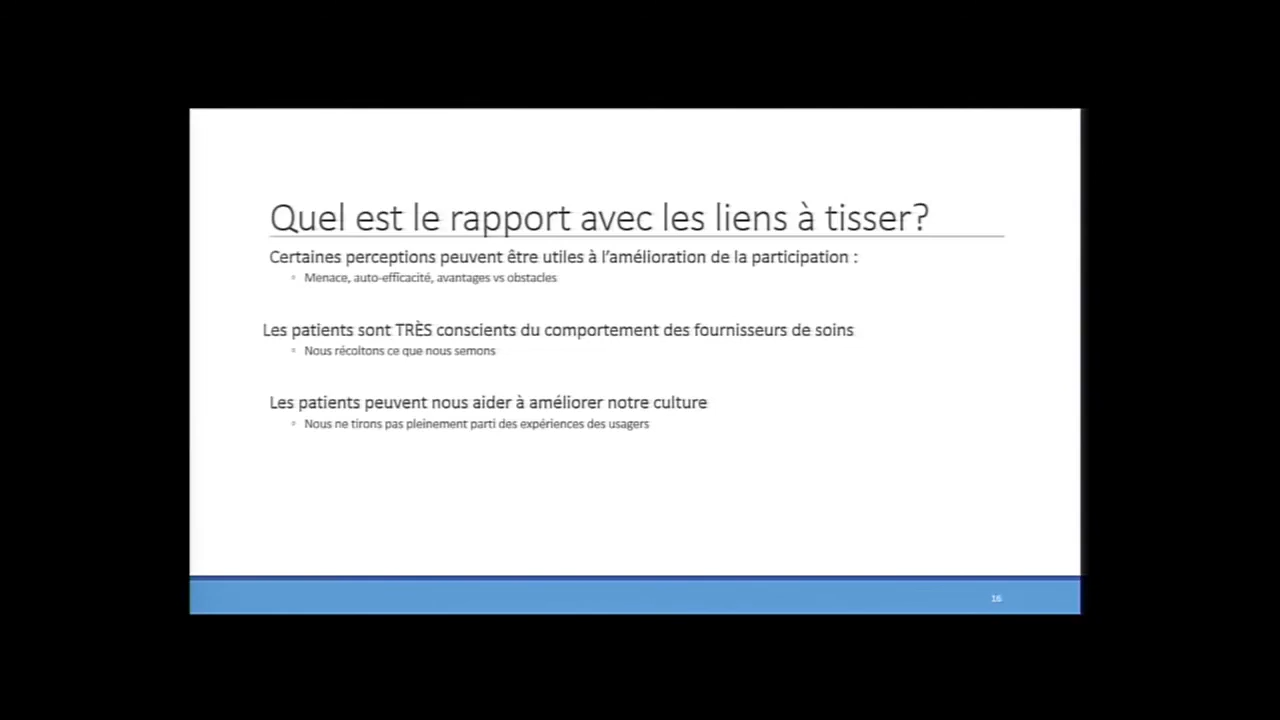 Quel est le rapport avec les liens à tisser?
Certaines perceptions peuvent être utiles à l'amélioration de la participation :
Menace, auto-efficacité, avantages vs obstacles
Les patients sont TRÈS conscients du comportement des fournisseurs de soins
Nous récoltons ce que nous semons
Les patients peuvent nous aider à améliorer notre culture
Nous ne tirons pas pleinement parti des expériences des usagers
16